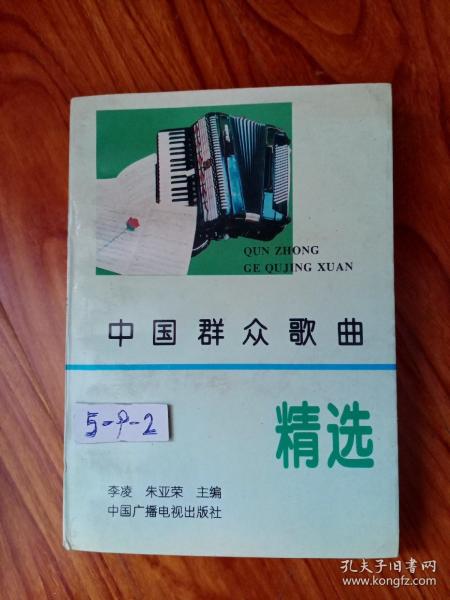 QUN ZHONG
GE QUJING XUAN
中国群众歌曲
5-9-2
精选
李凌 朱亚荣 主编
中国广播电视出版社
孔夫子旧书网
www.kongfz.com